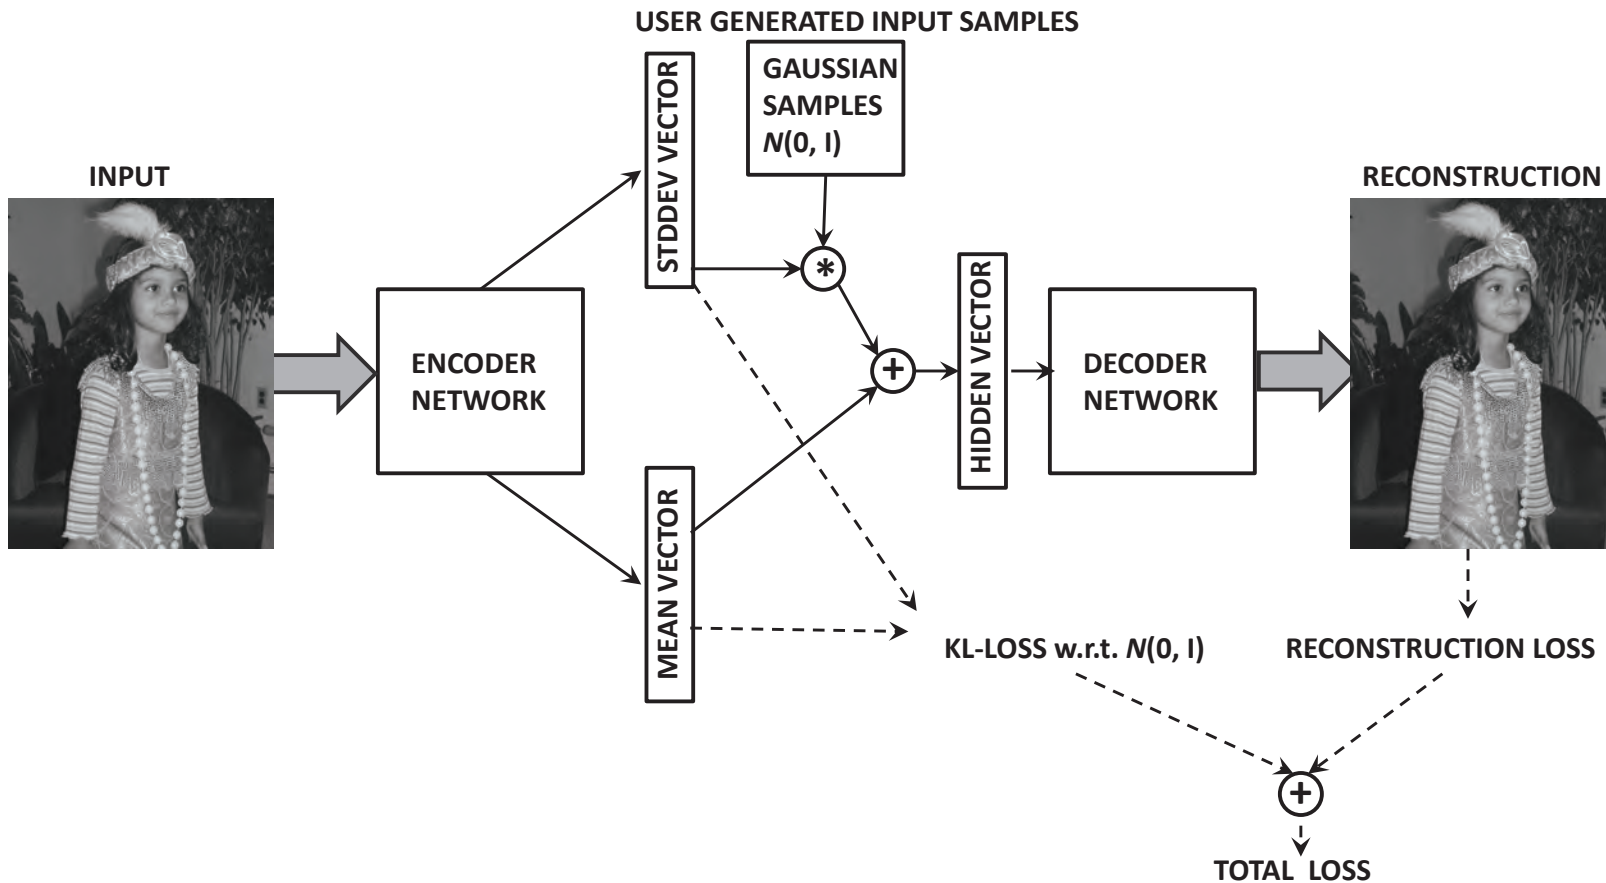 USER GENERATED INPUT SAMPLES
GAUSSIAN
SAMPLES
N(0, I)
STDDEV VECTOR
INPUT
RECONSTRUCTION
*
ENCODER
NETWORK
+
HIDDEN VECTOR
DECODER
NETWORK
MEAN VECTOR
KL-LOSS w.r.t. N(0, I)
RECONSTRUCTION LOSS
+
TOTAL LOSS